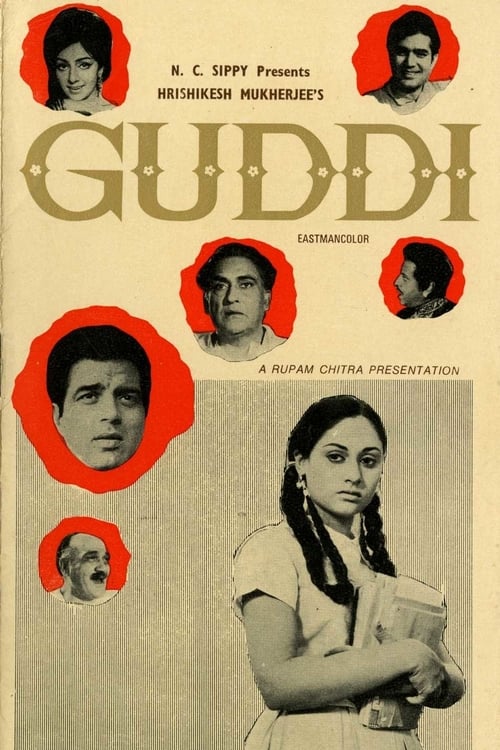 N. C. SIPPY Presents
HRISHIKESH MUKHERJEE'S
GUDDI
EASTMANCOLOR
A RUPAM CHITRA PRESENTATION